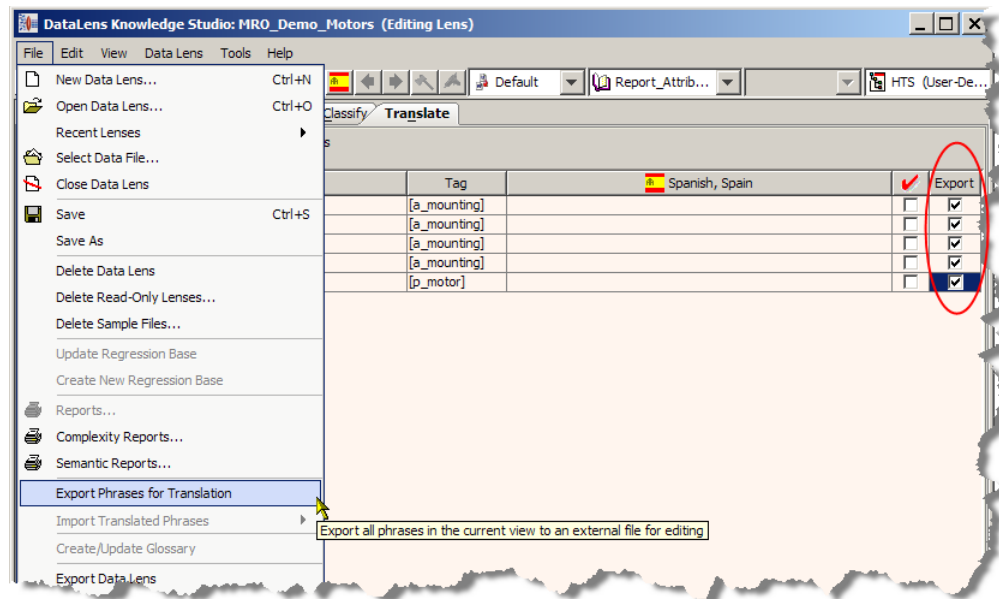 DataLens Knowledge Studio: MRO_Demo_Motors (Editing Lens)
File Edit View Data Lens Tools Help
Default Report_Attrib... HTS (User-De...
Classify Translate
New Data Lens... Ctrl+N
Open Data Lens... Ctrl+O
Recent Lenses
Select Data File...
Close Data Lens
Save Ctrl+S
Save As
Delete Data Lens
Delete Read-Only Lenses...
Delete Sample Files...
Update Regression Base
Create New Regression Base
Reports...
Complexity Reports...
Semantic Reports...
Export Phrases for Translation
Import Translated Phrases
Create/Update Glossary
Export Data Lens
s
Tag Spanish, Spain Export
[a_mounting]
[a_mounting]
[a_mounting]
[a_mounting]
[p_motor]
Export all phrases in the current view to an external file for editing